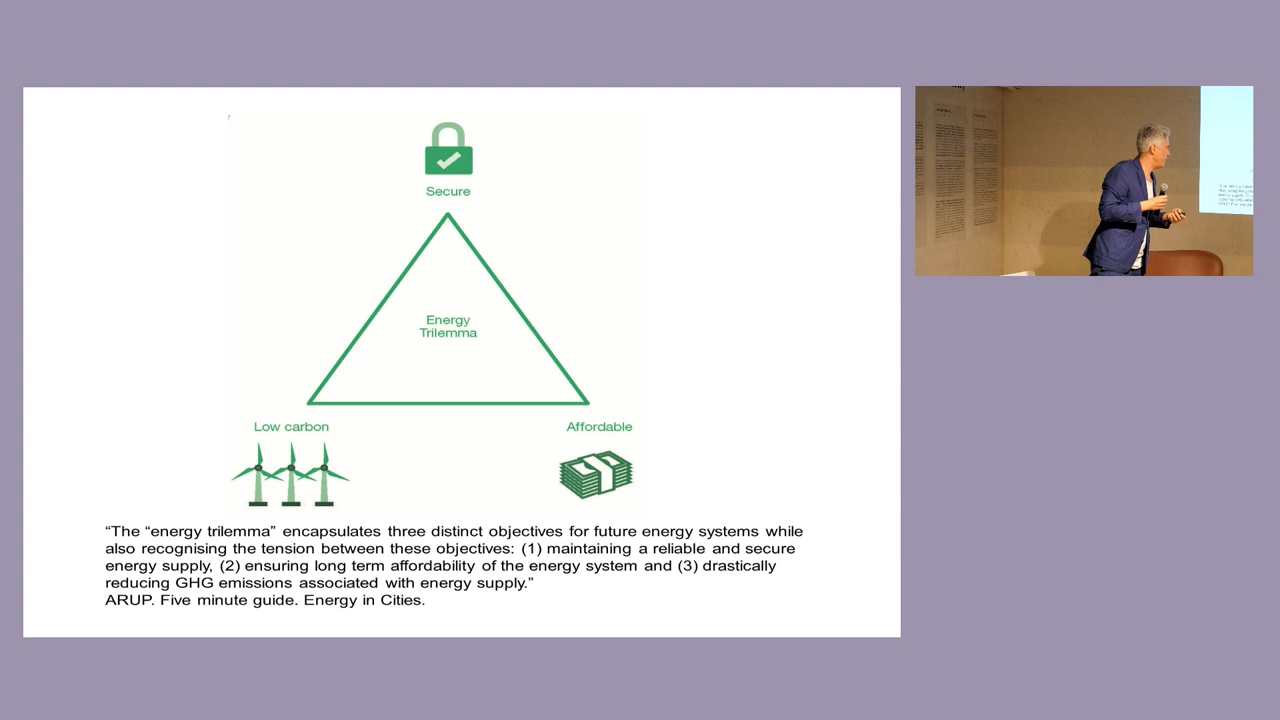 Secure
Energy
Trilemma
Low carbon
Affordable
“The “energy trilemma” encapsulates three distinct objectives for future energy systems while
also recognising the tension between these objectives: (1) maintaining a reliable and secure
energy supply, (2) ensuring long term affordability of the energy system and (3) drastically
reducing GHG emissions associated with energy supply.”
ARUP. Five minute guide. Energy in Cities.